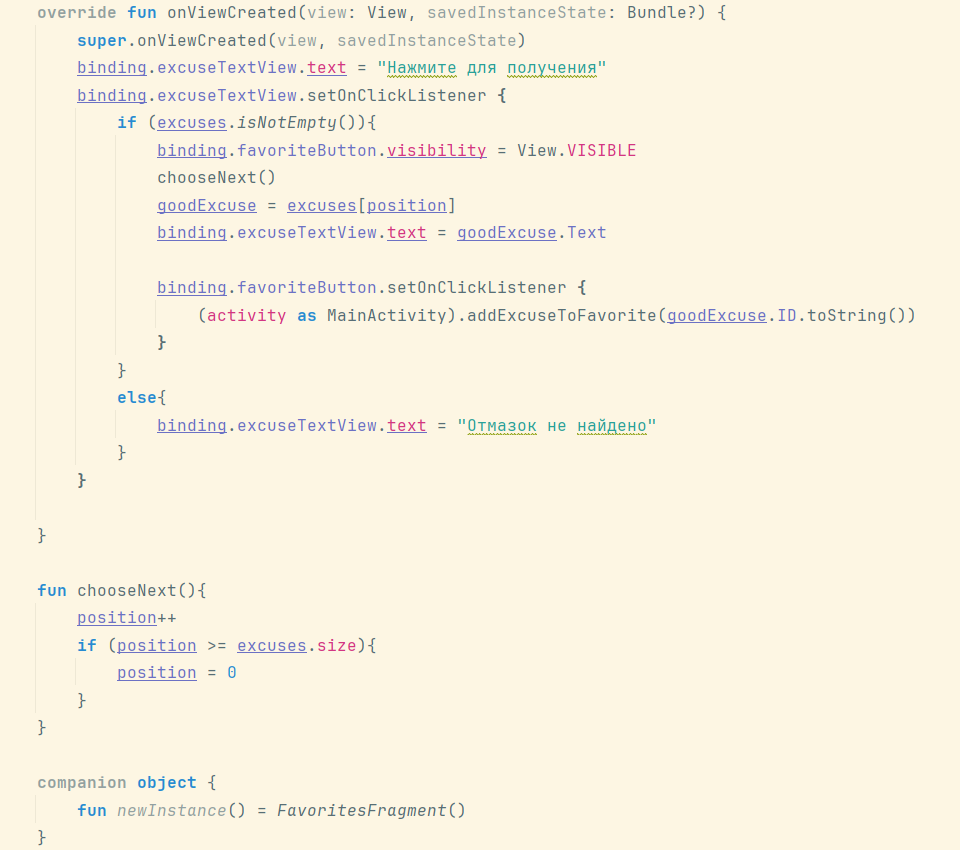 override fun onViewCreated(view: View, savedInstanceState: Bundle?) {
    super.onViewCreated(view, savedInstanceState)
    binding.excuseTextView.text = "Нажмите для получения"
    binding.excuseTextView.setOnClickListener {
        if (excuses.isNotEmpty()){
            binding.favoriteButton.visibility = View.VISIBLE
            chooseNext()
            goodExcuse = excuses[position]
            binding.excuseTextView.text = goodExcuse.Text
            binding.favoriteButton.setOnClickListener {
                (activity as MainActivity).addExcuseToFavorite(goodExcuse.ID.toString())
            }
        }
        else{
            binding.excuseTextView.text = "Отмазок не найдено"
        }
    }
}
fun chooseNext(){
    position++
    if (position >= excuses.size){
        position = 0
    }
}
companion object {
    fun newInstance() = FavoritesFragment()
}